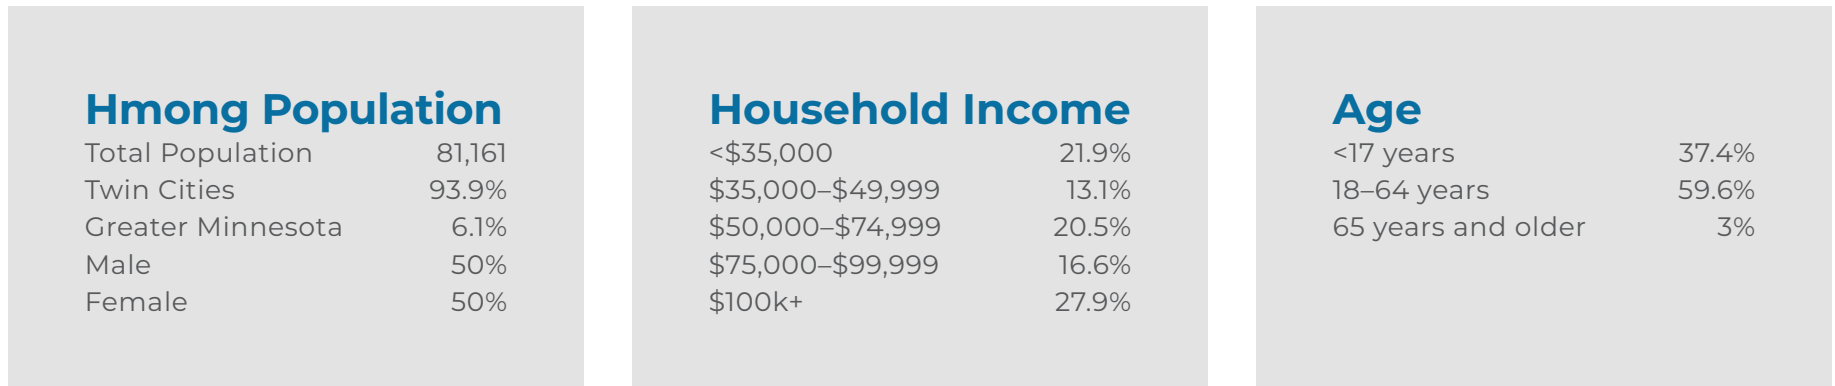 Hmong Population
Total Population 81,161
Twin Cities 93.9%
Greater Minnesota 6.1%
Male 50%
Female 50%
Household Income
<$35,000 21.9%
$35,000–$49,999 13.1%
$50,000–$74,999 20.5%
$75,000–$99,999 16.6%
$100k+ 27.9%
Age
<17 years 37.4%
18–64 years 59.6%
65 years and older 3%